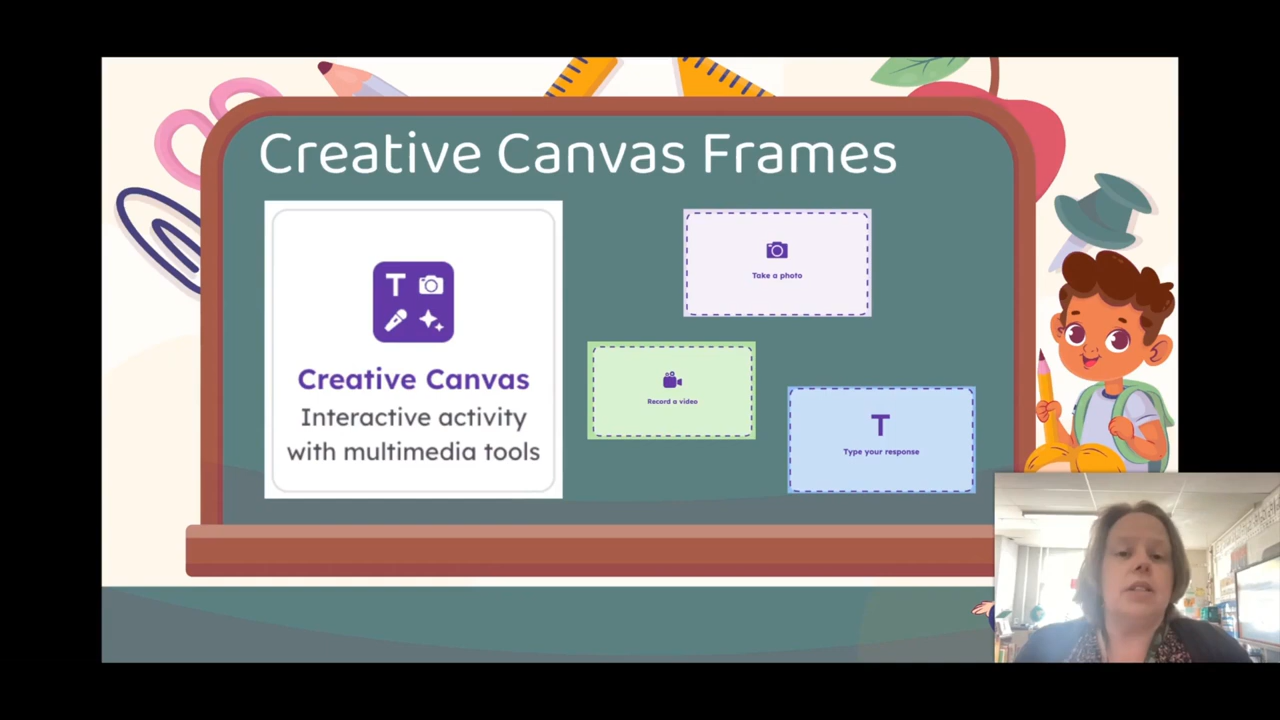 Creative Canvas Frames
T
Creative Canvas
Interactive activity
with multimedia tools
Take a photo
Record a video
T
Type your response